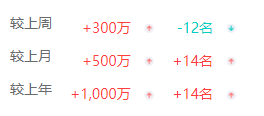 较上周 +300万 -12名
较上月 +500万 +14名
较上年 +1,000万 +14名